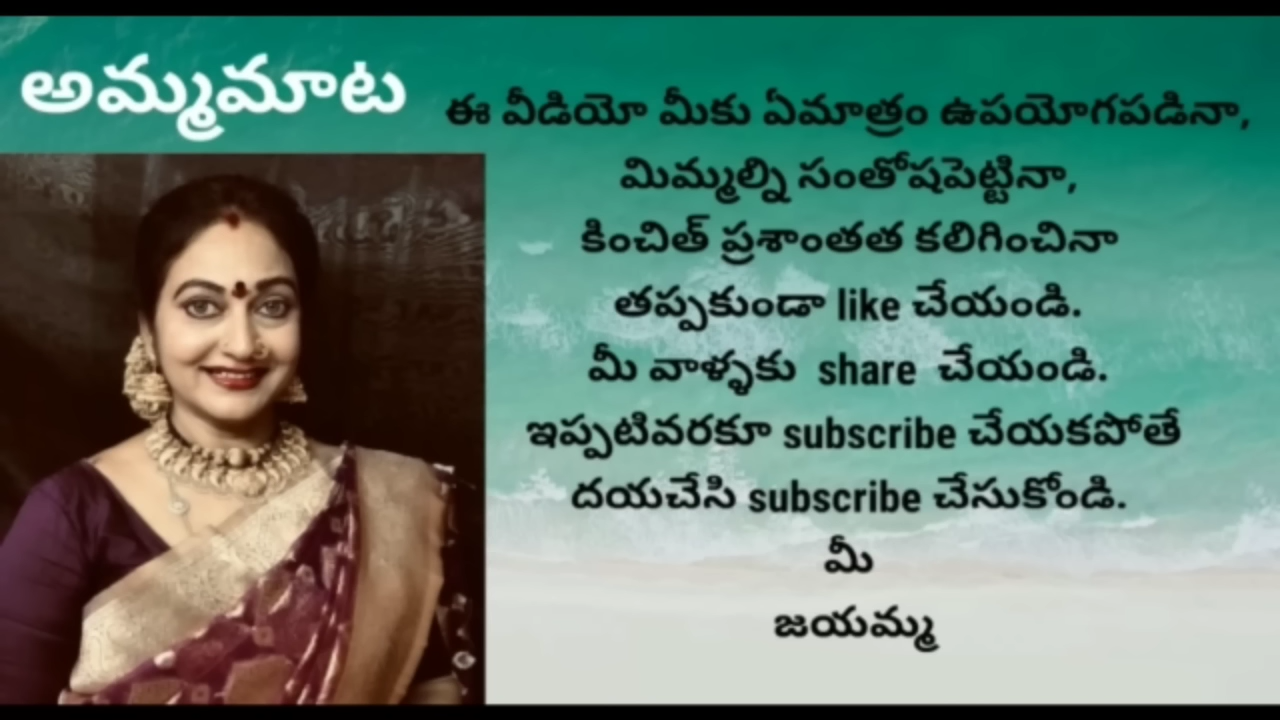 అమ్మమాట
ఈ వీడియో మీకు ఏమాత్రం ఉపయోగపడినా,
మిమ్మల్ని సంతోషపెట్టినా,
కించిత్ ప్రశాంతత కలిగించినా
తప్పకుండా like చేయండి.
మీ వాళ్ళకు share చేయండి.
ఇప్పటివరకూ subscribe చేయకపోతే
దయచేసి subscribe చేసుకోండి.
మీ
జయమ్మ